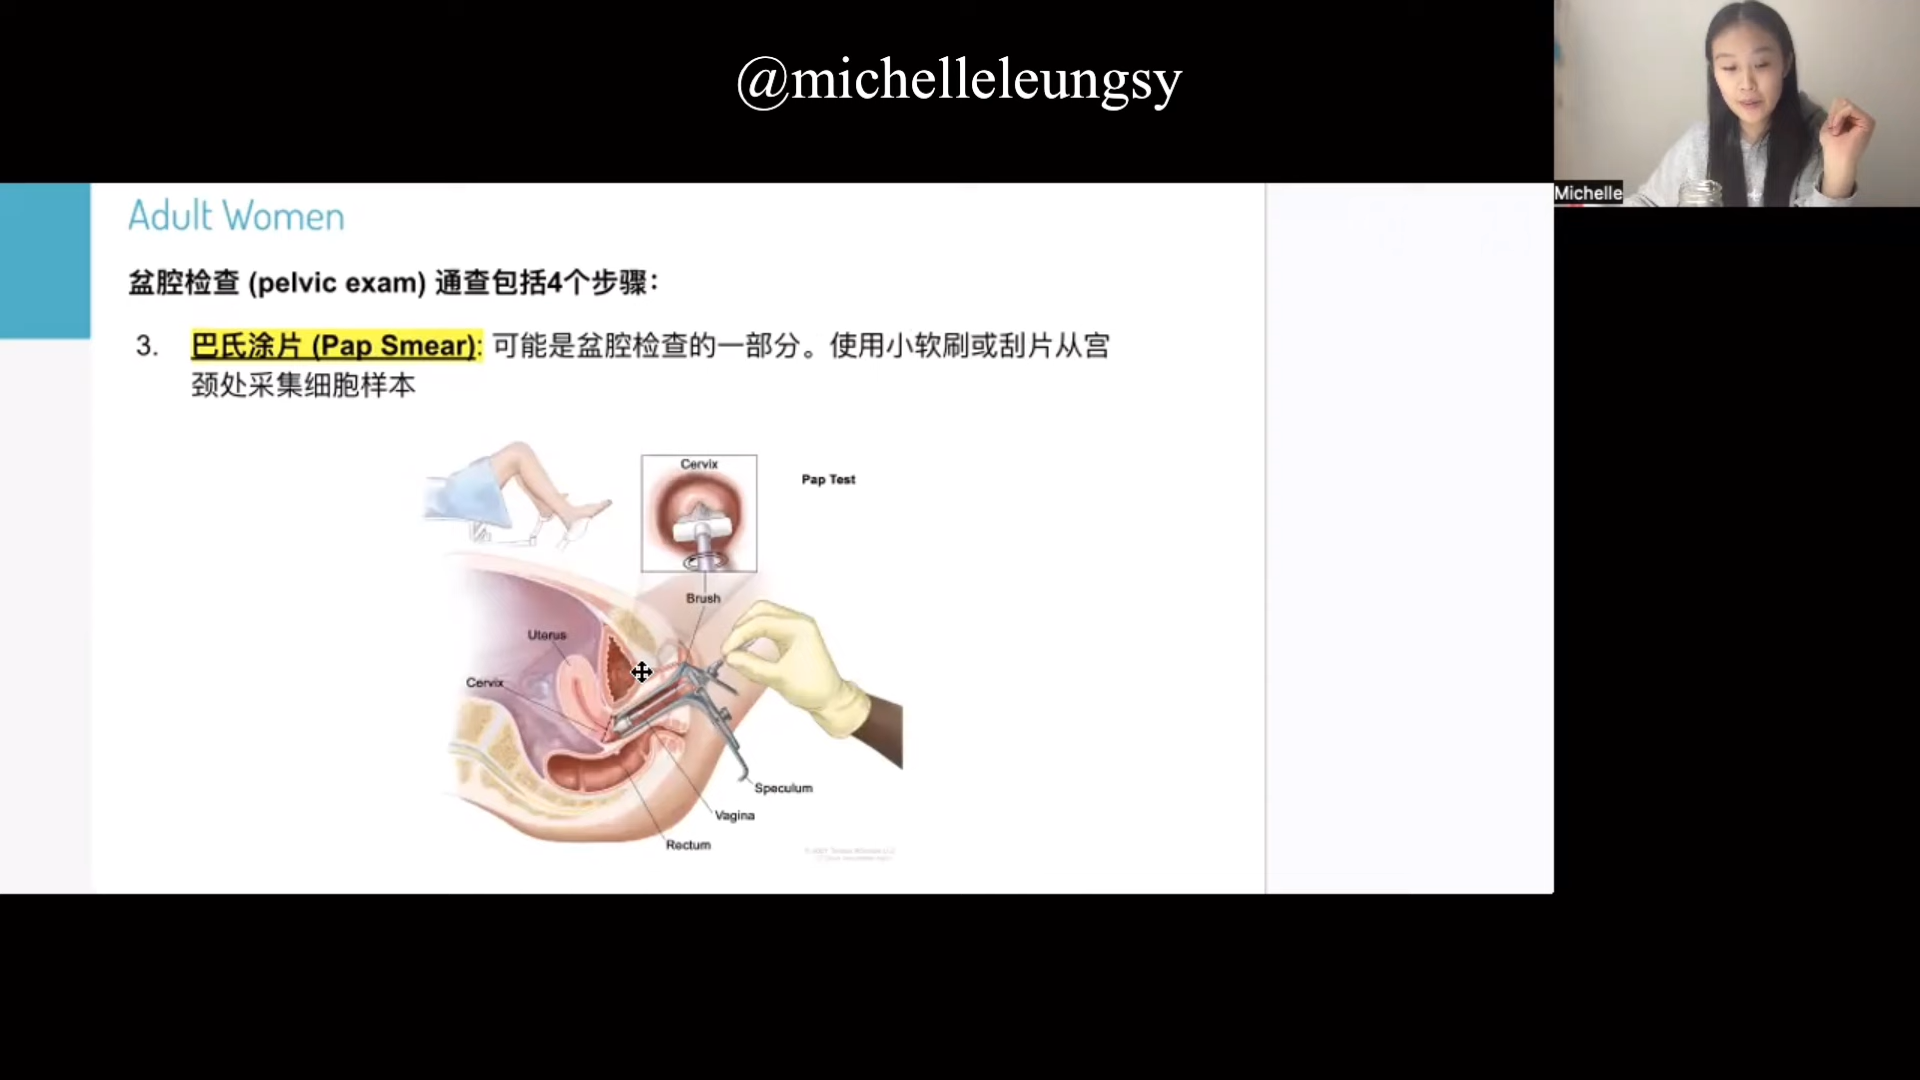 @michelleleungsy
Michelle
Adult Women
盆腔检查 (pelvic exam) 通查包括4个步骤：
3. 巴氏涂片 (Pap Smear): 可能是盆腔检查的一部分。使用小软刷或刮片从宫
颈处采集细胞样本
Cervix
Pap Test
Brush
Uterus
Cervix
Speculum
Vagina
Rectum